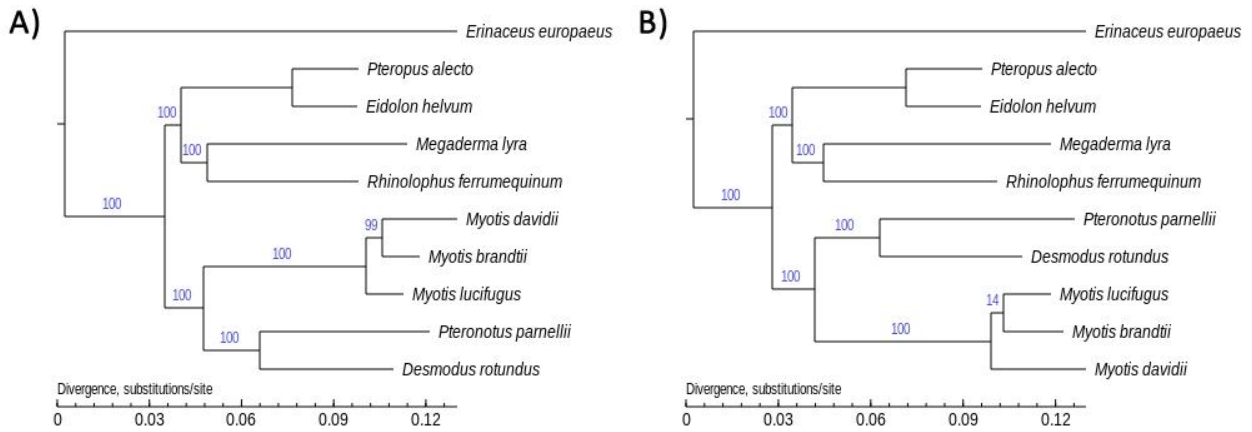 A)
Erinaceus europaeus
Pteropus alecto
Eidolon helvum
100
Megaderma lyra
100
Rhinolophus ferrumequinum
100
Myotis davidii
99
Myotis brandtii
100
Myotis lucifugus
100
Pteronotus parnellii
100
Desmodus rotundus
Divergence, substitutions/site
0 0.03 0.06 0.09 0.12
B)
Erinaceus europaeus
Pteropus alecto
Eidolon helvum
100
Megaderma lyra
100
Rhinolophus ferrumequinum
100
Pteronotus parnellii
100
Desmodus rotundus
100
Myotis lucifugus
14
Myotis brandtii
100
Myotis davidii
Divergence, substitutions/site
0 0.03 0.06 0.09 0.12